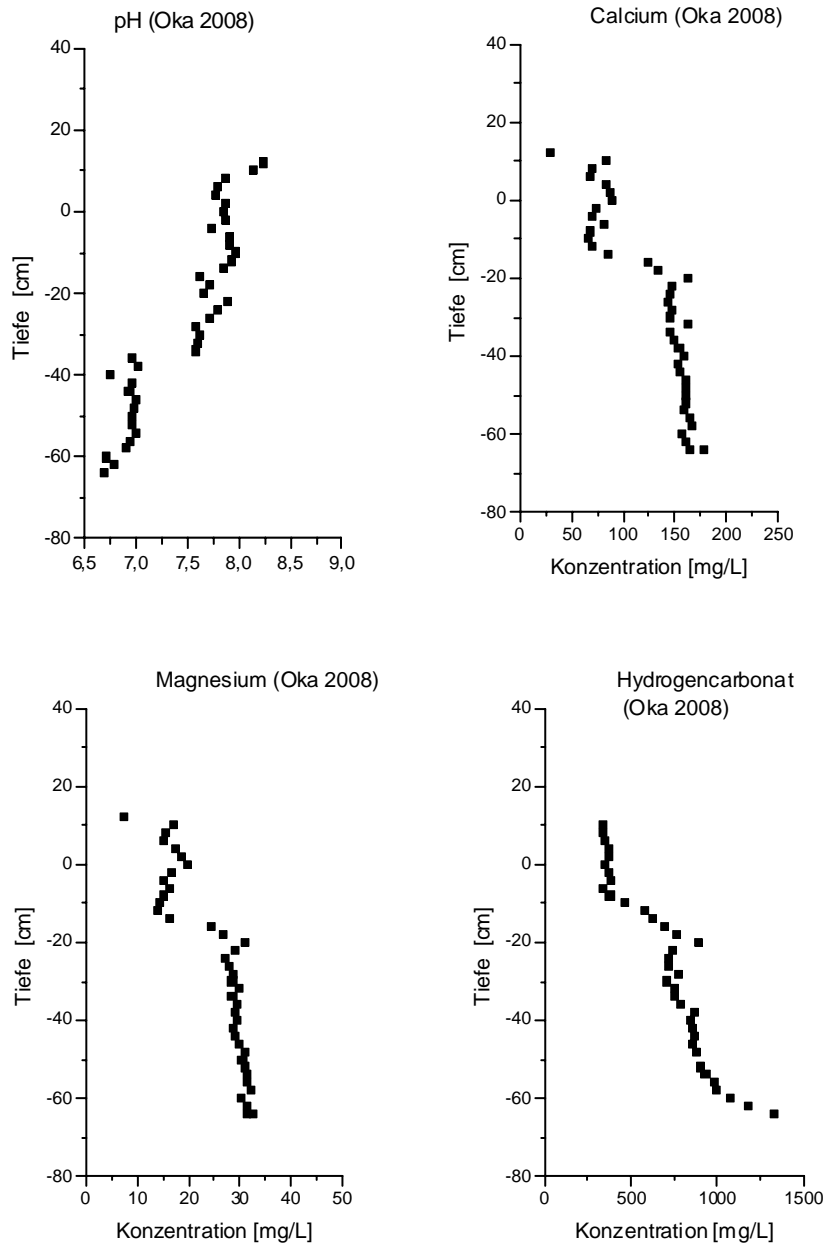 pH (Oka 2008)
40
20
0
-20
-40
-60
-80
Tiefe [cm]
6,5 7,0 7,5 8,0 8,5 9,0
Calcium (Oka 2008)
40
20
0
-20
-40
-60
-80
Tiefe [cm]
0 50 100 150 200 250
Konzentration [mg/L]
Magnesium (Oka 2008)
40
20
0
-20
-40
-60
-80
Tiefe [cm]
0 10 20 30 40 50
Konzentration [mg/L]
Hydrogencarbonat
(Oka 2008)
40
20
0
-20
-40
-60
-80
Tiefe [cm]
0 500 1000 1500
Konzentration [mg/L]